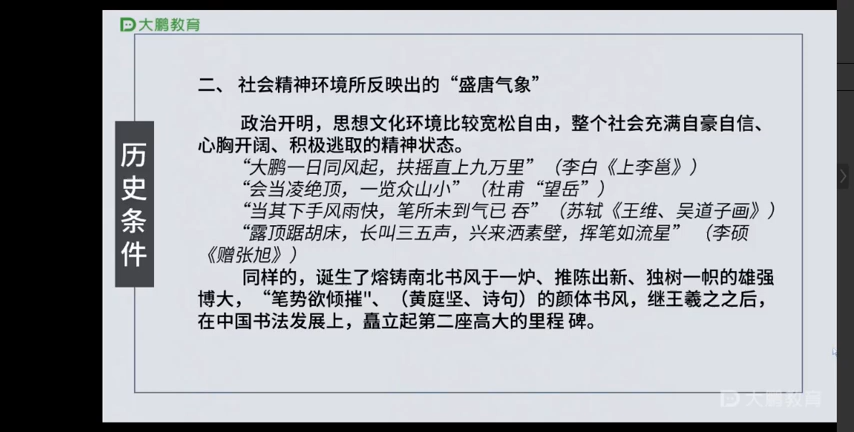 大鹏教育
二、 社会精神环境所反映出的“盛唐气象”
历史条件
政治开明，思想文化环境比较宽松自由，整个社会充满自豪自信、
心胸开阔、积极逃取的精神状态。
“大鹏一日同风起，扶摇直上九万里”（李白《上李邕》）
“会当凌绝顶，一览众山小”（杜甫“望岳”）
“当其下手风雨快，笔所未到气已 吞”（苏轼《王维、吴道子画》）
“露顶踞胡床，长叫三五声，兴来洒素壁，挥笔如流星” （李硕
《赠张旭》）
同样的，诞生了熔铸南北书风于一炉、推陈出新、独树一帜的雄强
博大，“笔势欲倾摧"、（黄庭坚、诗句）的颜体书风，继王羲之之后，
在中国书法发展上，矗立起第二座高大的里程 碑。
大鹏教育